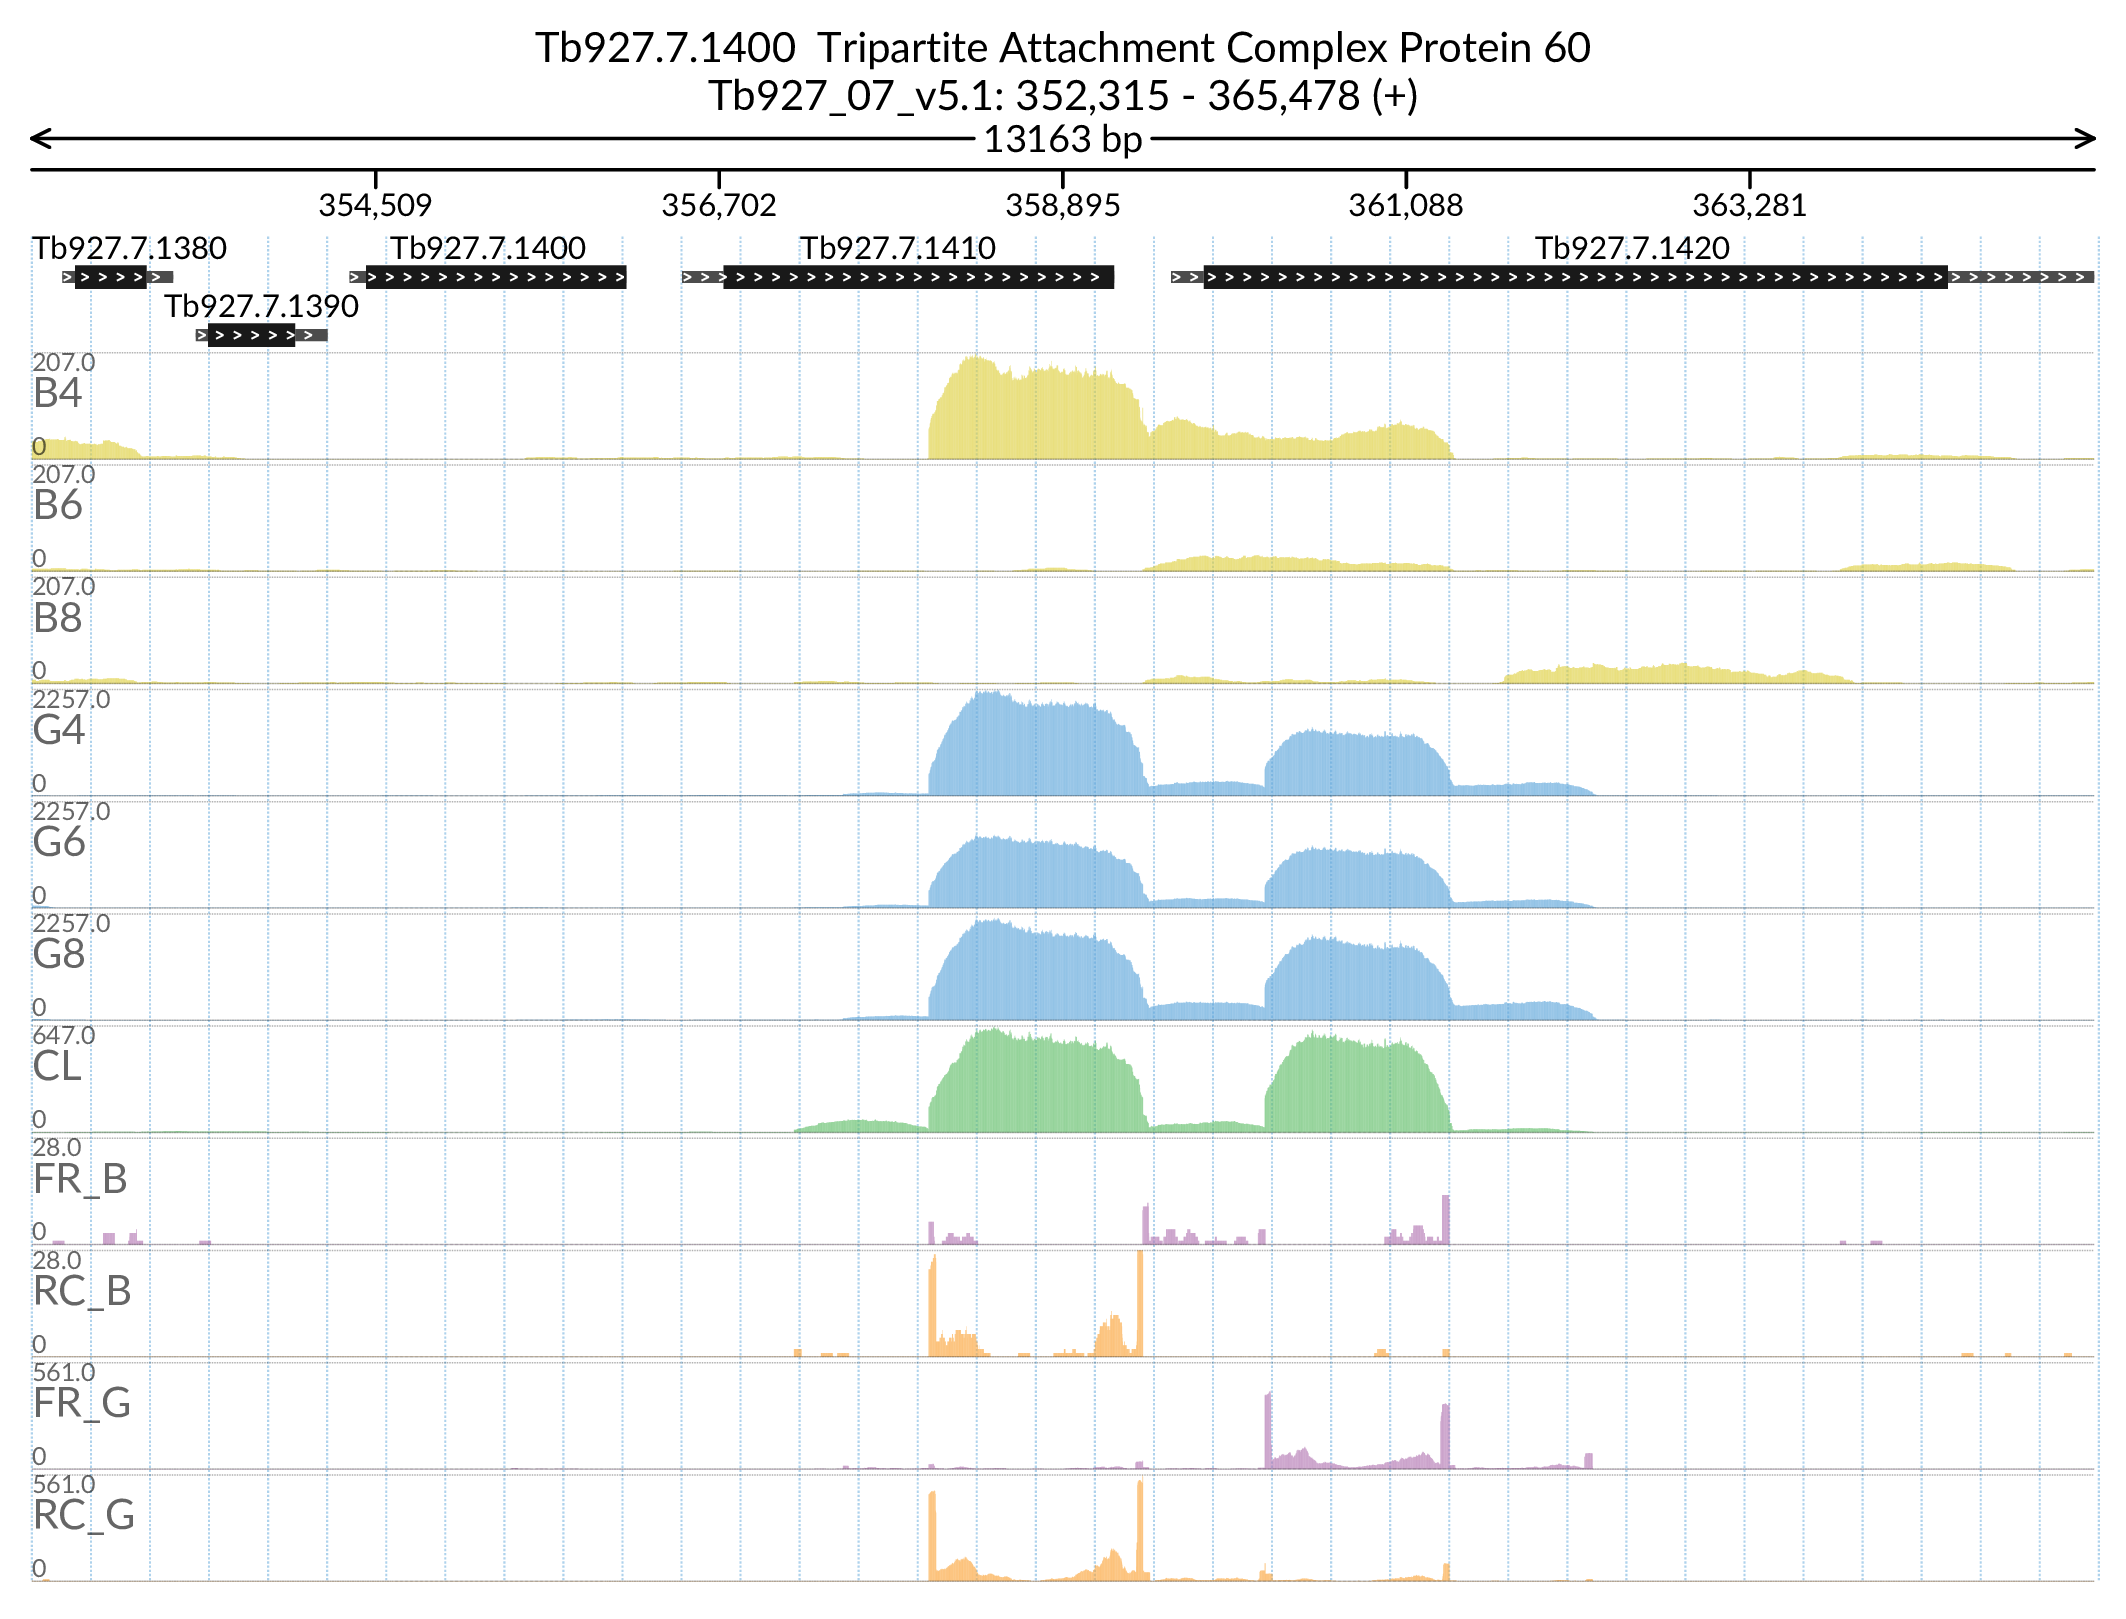 Tb927.7.1400  Tripartite Attachment Complex Protein 60
Tb927_07_v5.1: 352,315 - 365,478 (+)
13163 bp
354,509 356,702 358,895 361,088 363,281
Tb927.7.1380 Tb927.7.1400 Tb927.7.1410 Tb927.7.1420
Tb927.7.1390
207.0
B4
0
207.0
B6
0
207.0
B8
0
2257.0
G4
0
2257.0
G6
0
2257.0
G8
0
647.0
CL
0
28.0
FR_B
0
28.0
RC_B
0
561.0
FR_G
0
561.0
RC_G
0